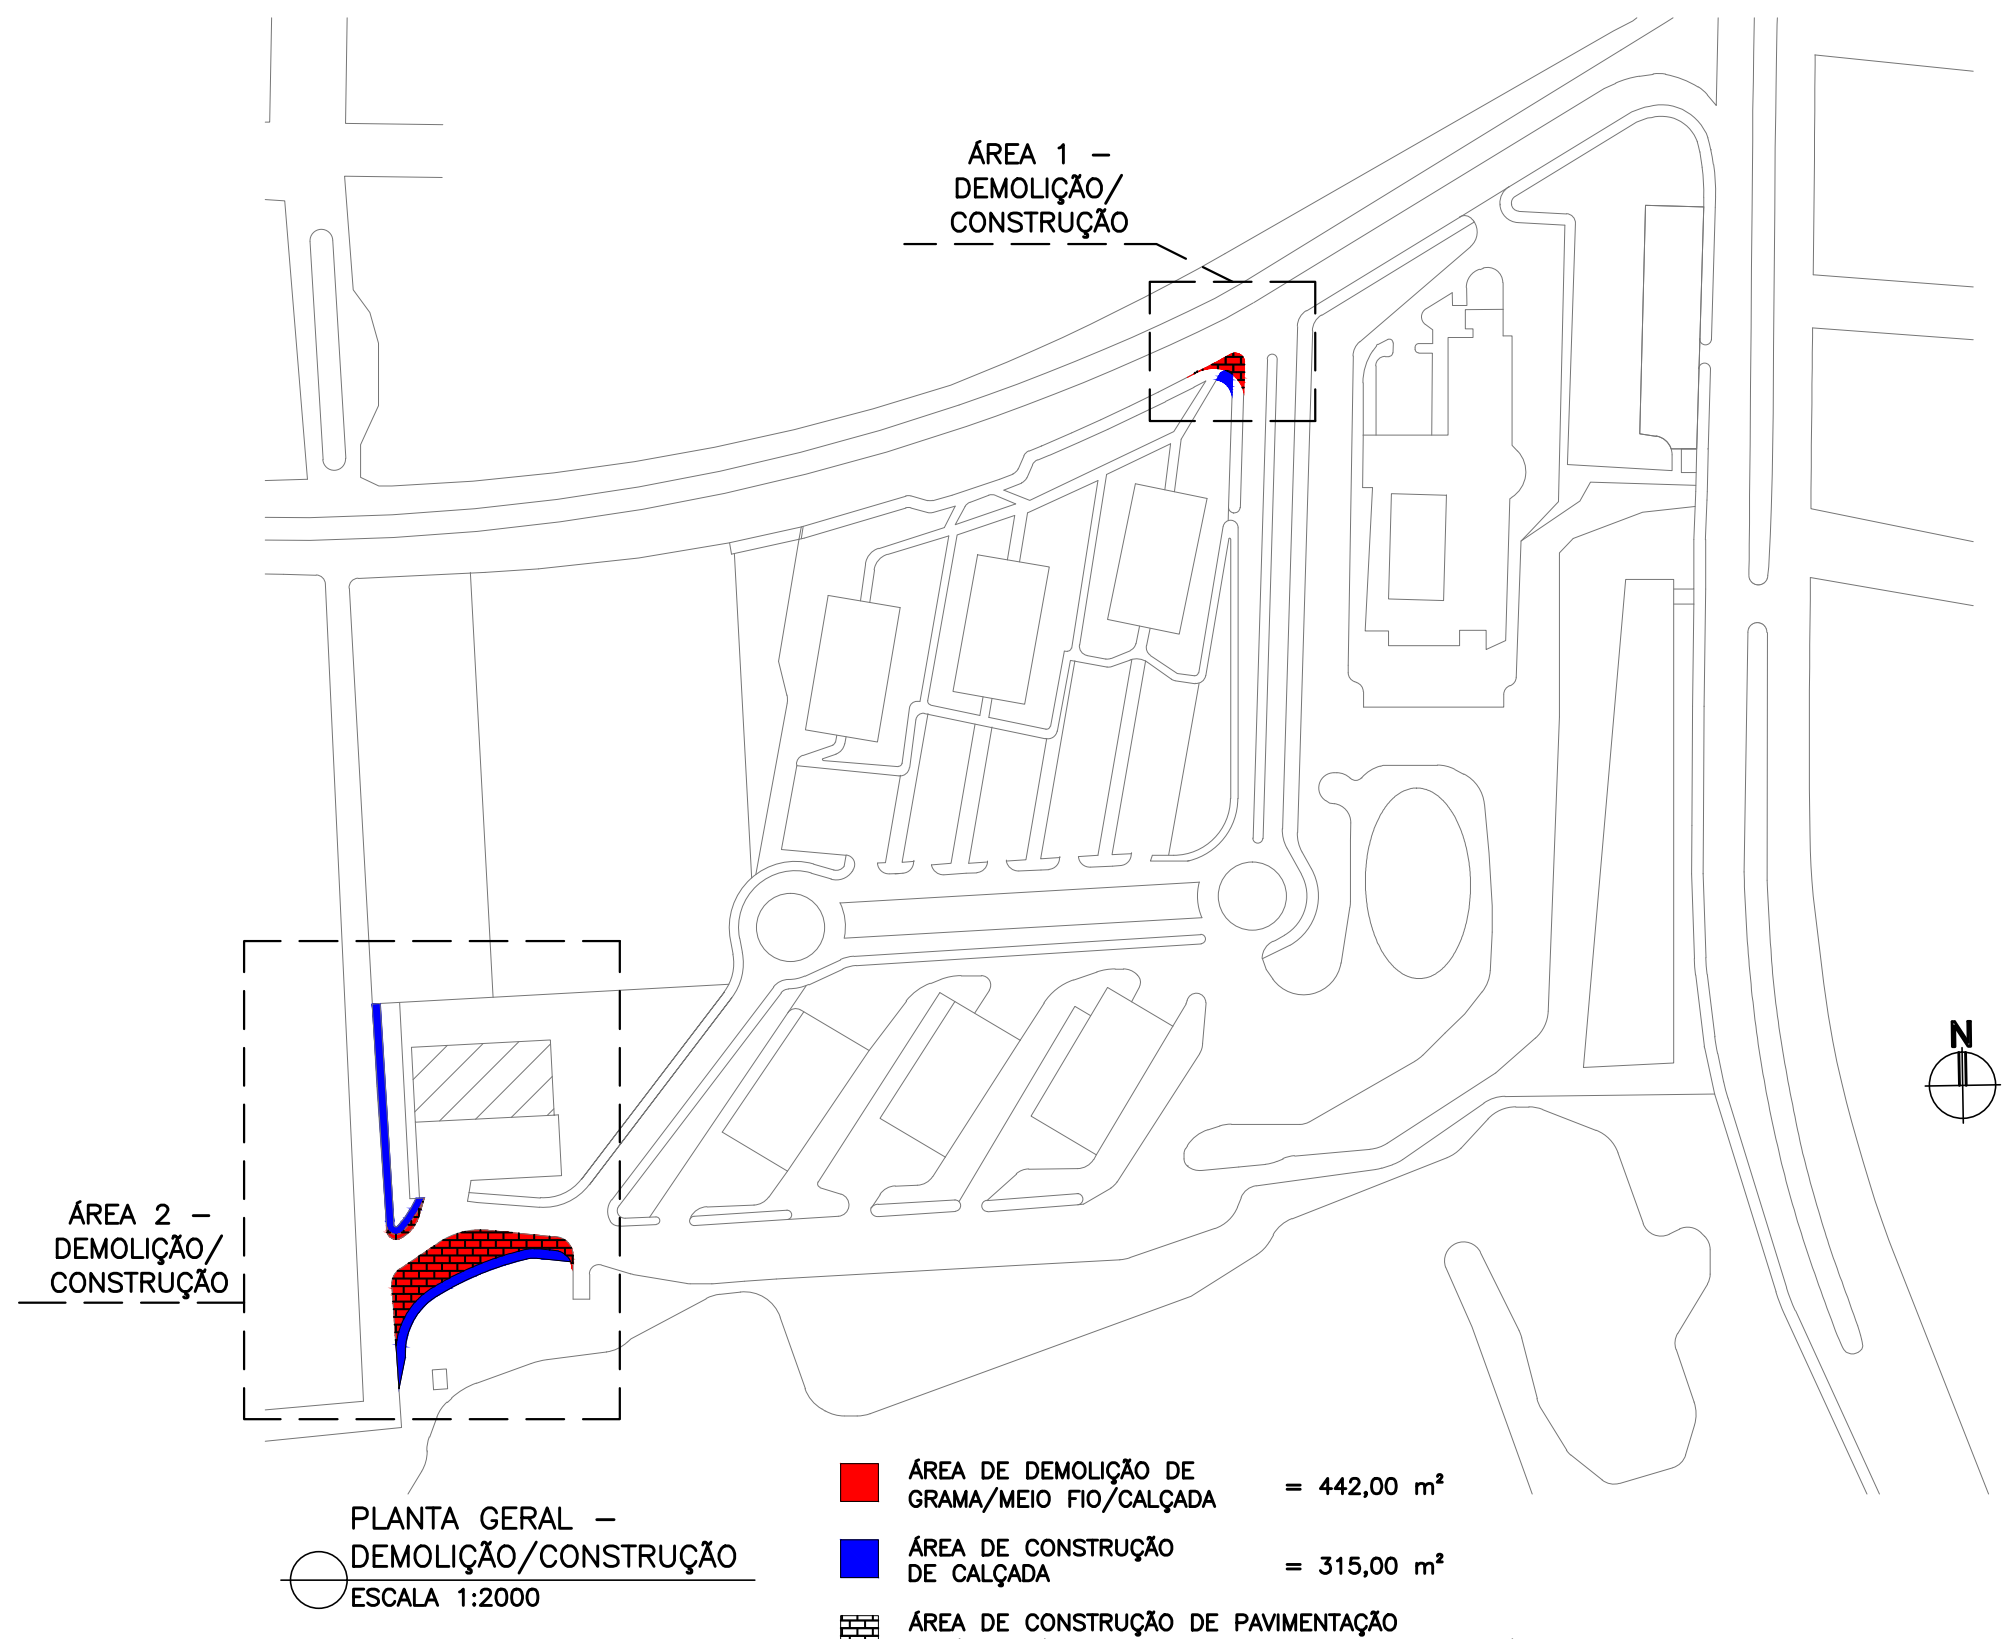 ÁREA 1 –
DEMOLIÇÃO/
CONSTRUÇÃO
N
ÁREA 2 –
DEMOLIÇÃO/
CONSTRUÇÃO
PLANTA GERAL –
DEMOLIÇÃO/CONSTRUÇÃO
ESCALA 1:2000
ÁREA DE DEMOLIÇÃO DE
GRAMA/MEIO FIO/CALÇADA = 442,00 m²
ÁREA DE CONSTRUÇÃO
DE CALÇADA = 315,00 m²
ÁREA DE CONSTRUÇÃO DE PAVIMENTAÇÃO